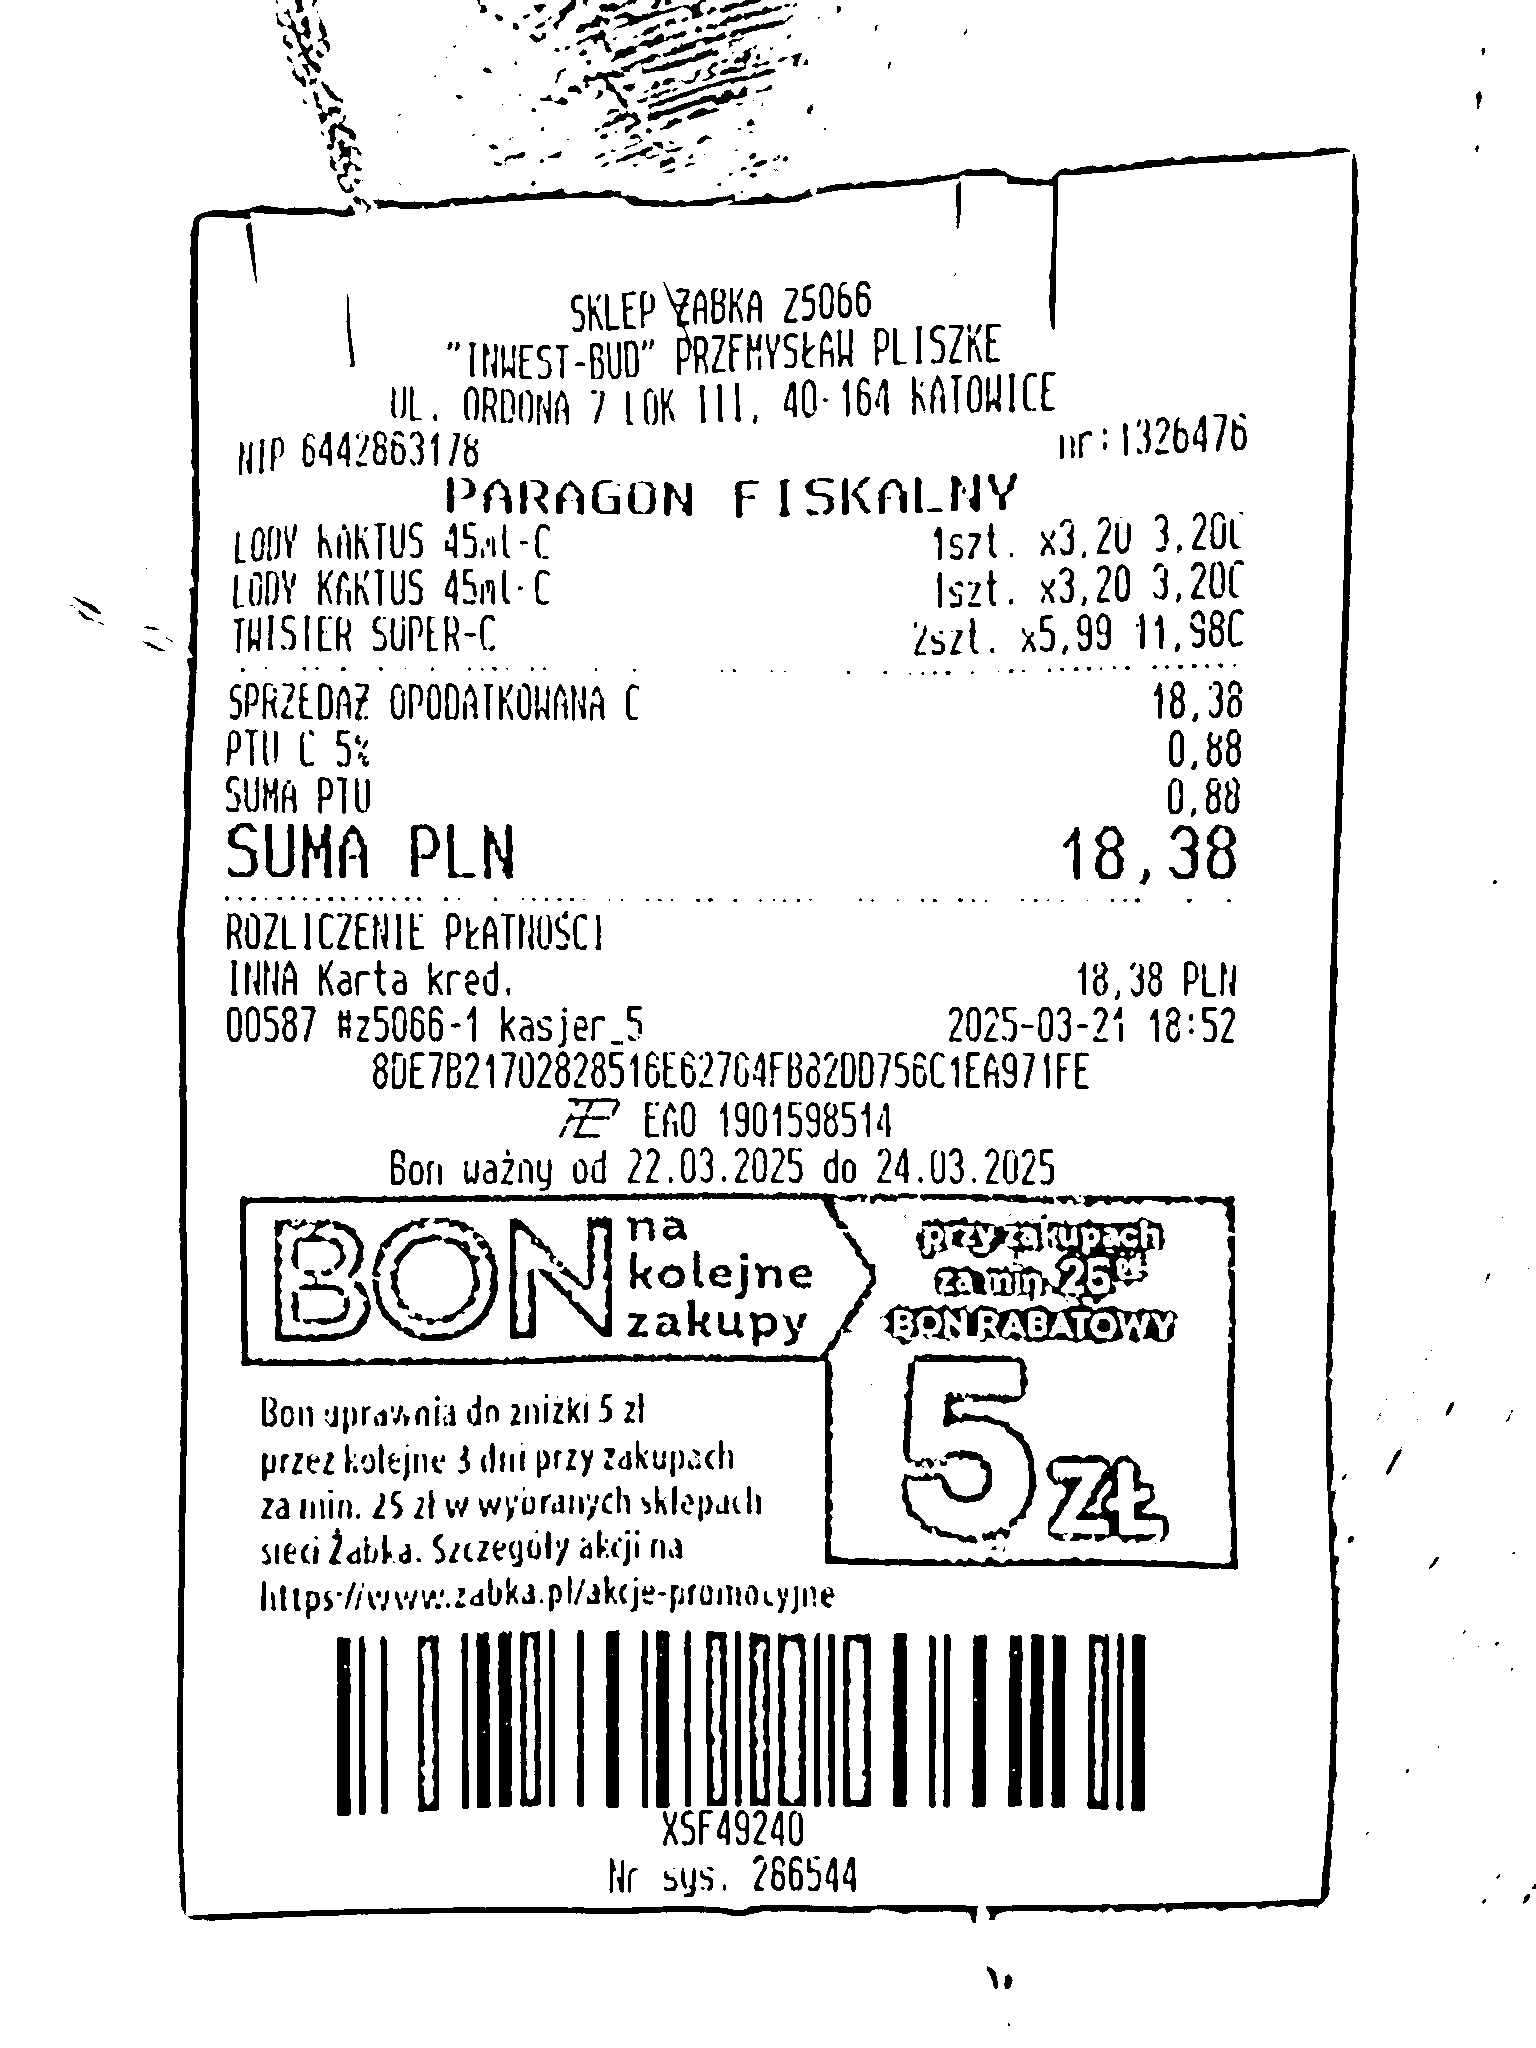 SKLEP ŻABKA Z5066
"INWEST-BUD" PRZEMYSŁAW PLISZKE
UL. ORDONA 7 LOK III, 40-164 KATOWICE
NIP 6442863178 nr:1326476
PARAGON FISKALNY
LODY KAKTUS 45ml-C 1szt. x3,20 3,20C
LODY KAKTUS 45ml-C 1szt. x3,20 3,20C
TWISTER SUPER-C 2szt. x5,99 11,98C
SPRZEDAŻ OPODATKOWANA C 18,38
PTU C 5% 0,88
SUMA PTU 0,88
SUMA PLN 18,38
ROZLICZENIE PŁATNOŚCI
INNA Karta kred. 18,38 PLN
00587 #z5066-1 kasjer_5 2025-03-21 18:52
8DE7B21702828516E62764FB82DD756C1EA971FE
EAO 1901598514
Bon ważny od 22.03.2025 do 24.03.2025
BON na kolejne zakupy
przy zakupach
za min. 25 zł
BON RABATOWY
5 ZŁ
Bon uprawnia do zniżki 5 zł
przez kolejne 3 dni przy zakupach
za min. 25 zł w wybranych sklepach
sieci Żabka. Szczegóły akcji na
https://www.zabka.pl/akcje-promocyjne
XSF49240
Nr sys. 286544